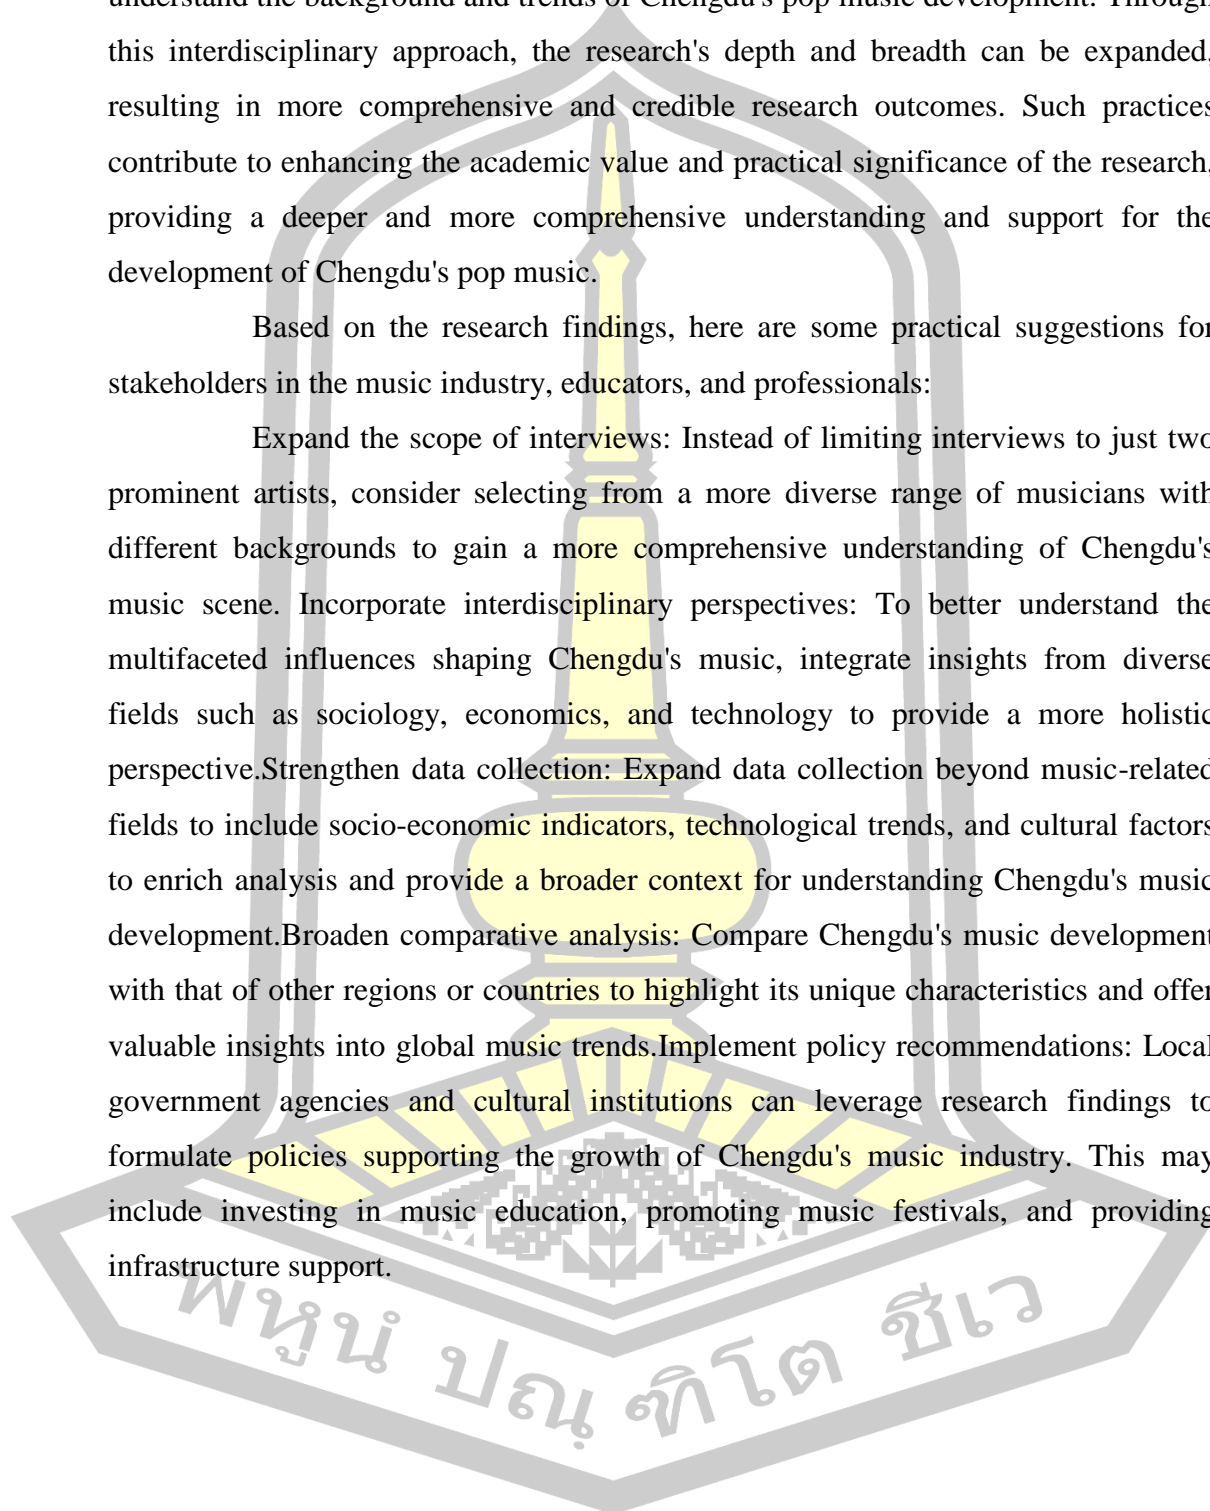 understand the background and trends of Chengdu's pop music development. Through
this interdisciplinary approach, the research's depth and breadth can be expanded,
resulting in more comprehensive and credible research outcomes. Such practices
contribute to enhancing the academic value and practical significance of the research,
providing a deeper and more comprehensive understanding and support for the
development of Chengdu's pop music.
Based on the research findings, here are some practical suggestions for
stakeholders in the music industry, educators, and professionals:
Expand the scope of interviews: Instead of limiting interviews to just two
prominent artists, consider selecting from a more diverse range of musicians with
different backgrounds to gain a more comprehensive understanding of Chengdu's
music scene. Incorporate interdisciplinary perspectives: To better understand the
multifaceted influences shaping Chengdu's music, integrate insights from diverse
fields such as sociology, economics, and technology to provide a more holistic
perspective.Strengthen data collection: Expand data collection beyond music-related
fields to include socio-economic indicators, technological trends, and cultural factors
to enrich analysis and provide a broader context for understanding Chengdu's music
development.Broaden comparative analysis: Compare Chengdu's music development
with that of other regions or countries to highlight its unique characteristics and offer
valuable insights into global music trends.Implement policy recommendations: Local
government agencies and cultural institutions can leverage research findings to
formulate policies supporting the growth of Chengdu's music industry. This may
include investing in music education, promoting music festivals, and providing
infrastructure support.
พหูนํ ปณฺฑิโต ชีเว